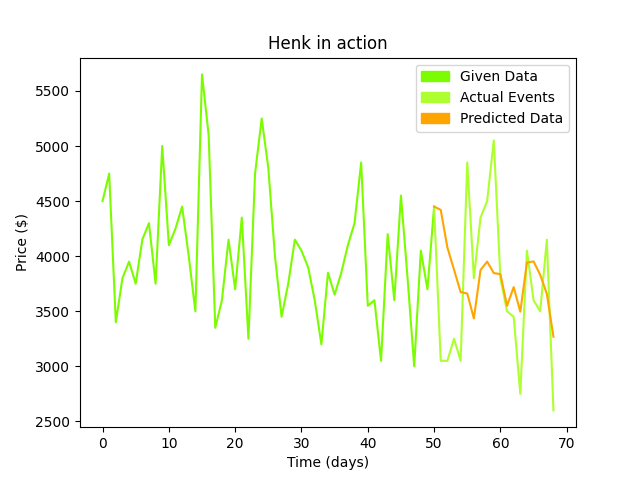 Henk in action
Given Data
Actual Events
Predicted Data
Price ($)
5500
5000
4500
4000
3500
3000
2500
0 10 20 30 40 50 60 70
Time (days)